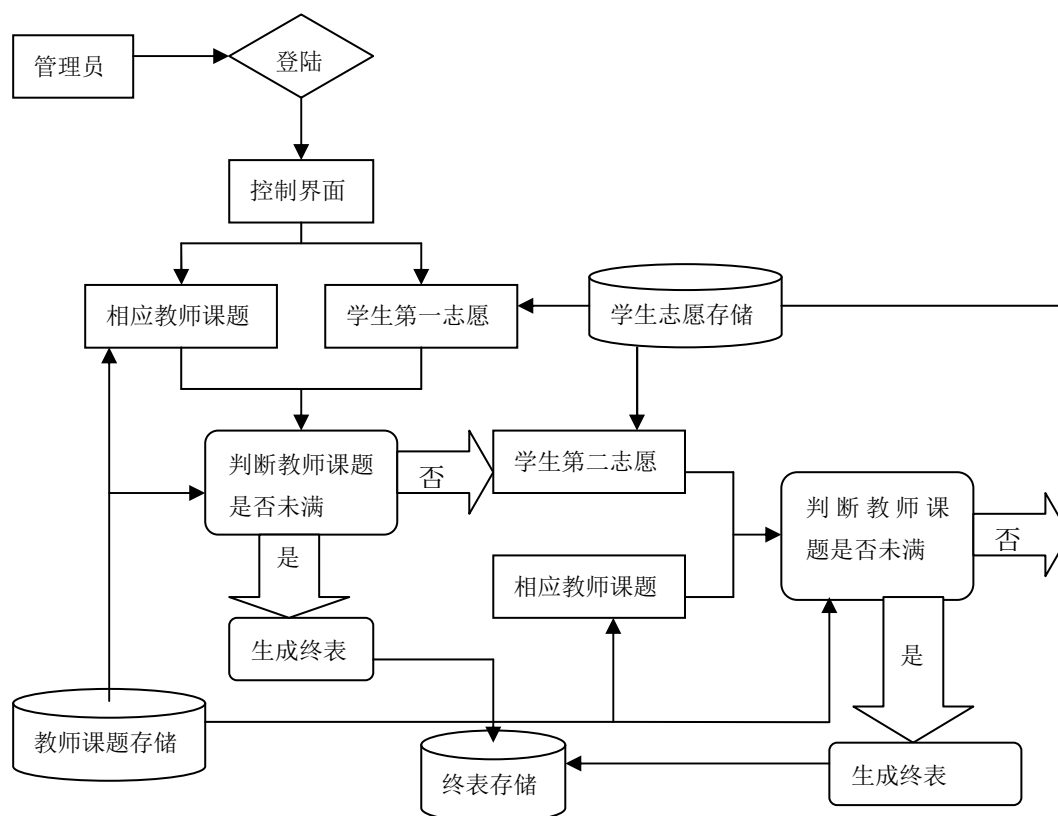 管理员
登陆
控制界面
相应教师课题
学生第一志愿
学生志愿存储
判断教师课题
是否未满
否
学生第二志愿
判断教师课
题是否未满
否
是
相应教师课题
生成终表
是
教师课题存储
终表存储
生成终表